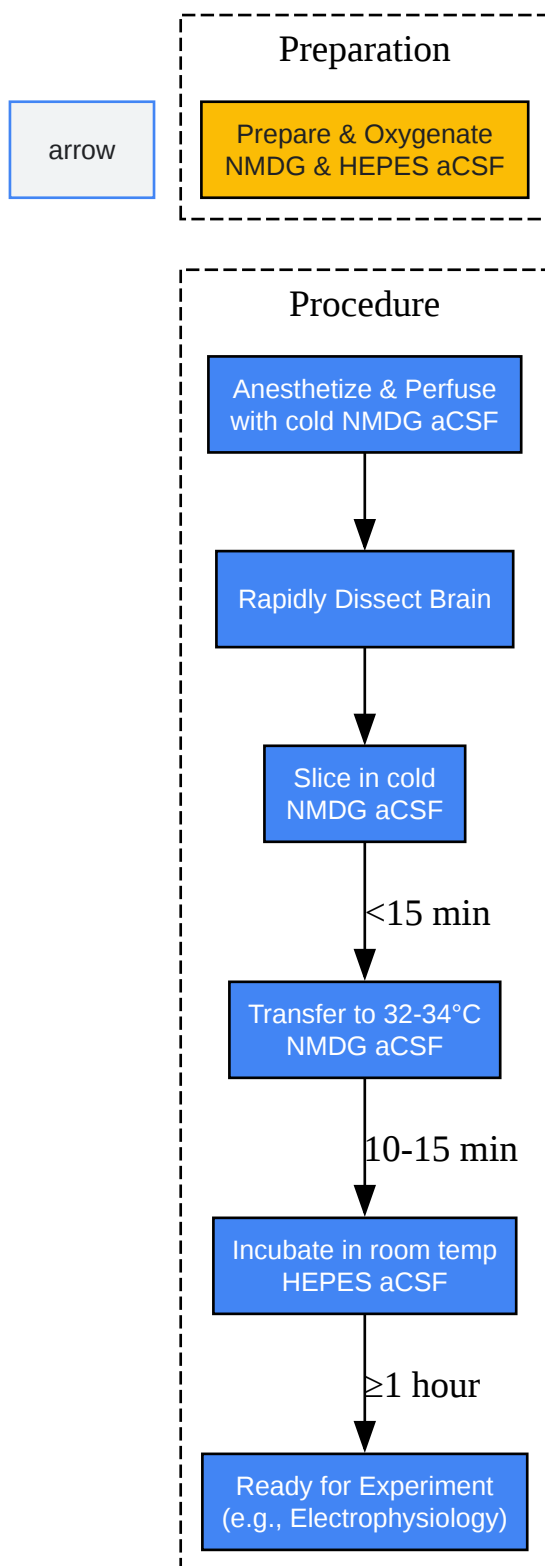 Preparation
arrow
Prepare & Oxygenate
NMDG & HEPES aCSF
Procedure
Anesthetize & Perfuse
with cold NMDG aCSF
Rapidly Dissect Brain
Slice in cold
NMDG aCSF
<15 min
Transfer to 32-34°C
NMDG aCSF
10-15 min
Incubate in room temp
HEPES aCSF
≥1 hour
Ready for Experiment
(e.g., Electrophysiology)